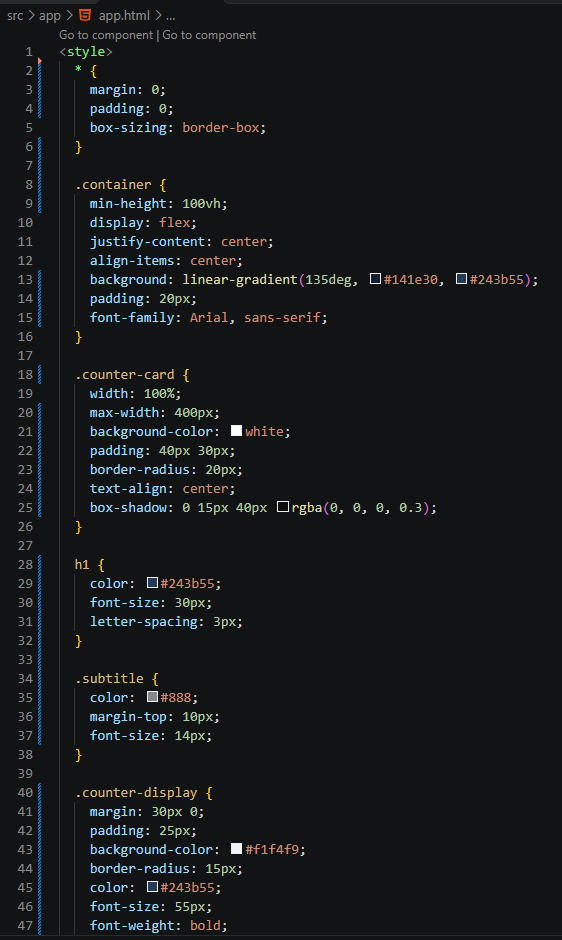 src > app > app.html > ...
Go to component | Go to component
1 <style>
2 * {
3 margin: 0;
4 padding: 0;
5 box-sizing: border-box;
6 }
7
8 .container {
9 min-height: 100vh;
10 display: flex;
11 justify-content: center;
12 align-items: center;
13 background: linear-gradient(135deg, #141e30, #243b55);
14 padding: 20px;
15 font-family: Arial, sans-serif;
16 }
17
18 .counter-card {
19 width: 100%;
20 max-width: 400px;
21 background-color: white;
22 padding: 40px 30px;
23 border-radius: 20px;
24 text-align: center;
25 box-shadow: 0 15px 40px rgba(0, 0, 0, 0.3);
26 }
27
28 h1 {
29 color: #243b55;
30 font-size: 30px;
31 letter-spacing: 3px;
32 }
33
34 .subtitle {
35 color: #888;
36 margin-top: 10px;
37 font-size: 14px;
38 }
39
40 .counter-display {
41 margin: 30px 0;
42 padding: 25px;
43 background-color: #f1f4f9;
44 border-radius: 15px;
45 color: #243b55;
46 font-size: 55px;
47 font-weight: bold;